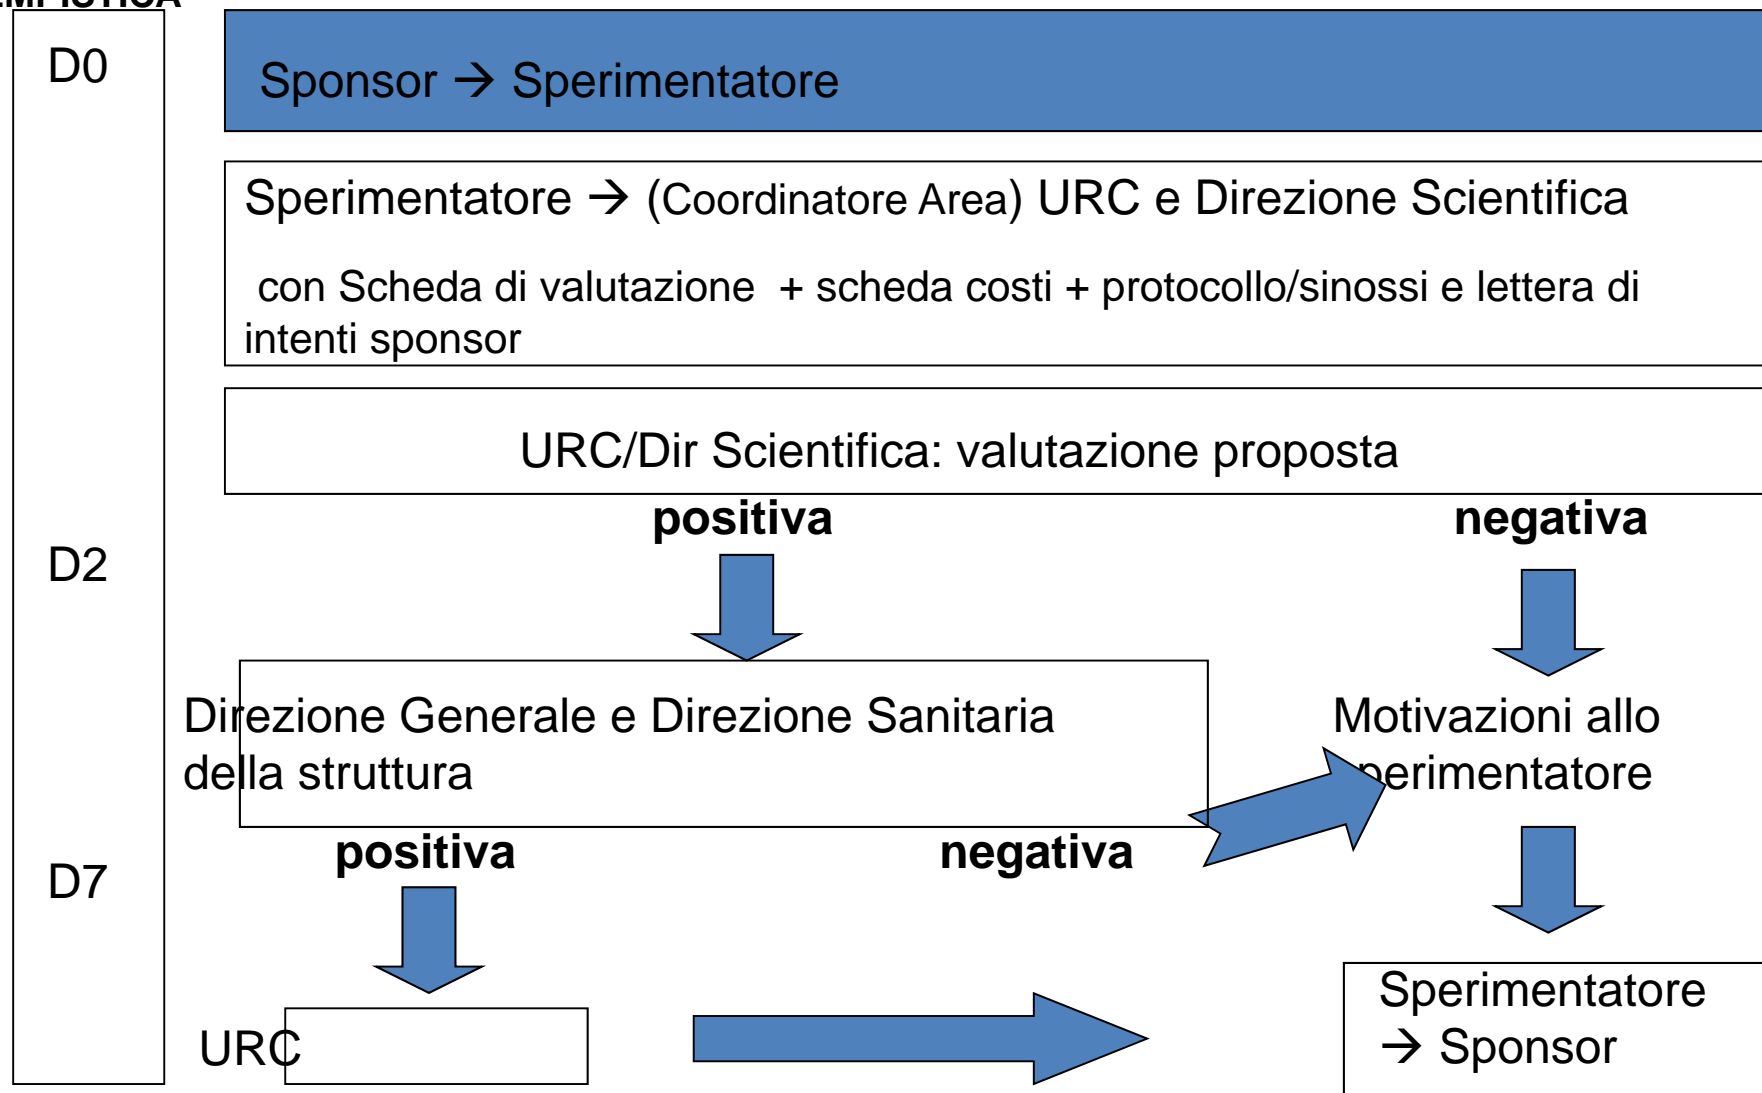 D0
Sponsor → Sperimentatore
Sperimentatore → (Coordinatore Area) URC e Direzione Scientifica
con Scheda di valutazione + scheda costi + protocollo/sinossi e lettera di
intenti sponsor
URC/Dir Scientifica: valutazione proposta
positiva
negativa
D2
Direzione Generale e Direzione Sanitaria
della struttura
Motivazioni allo
perimentatore
positiva
negativa
D7
URC
Sperimentatore
→ Sponsor